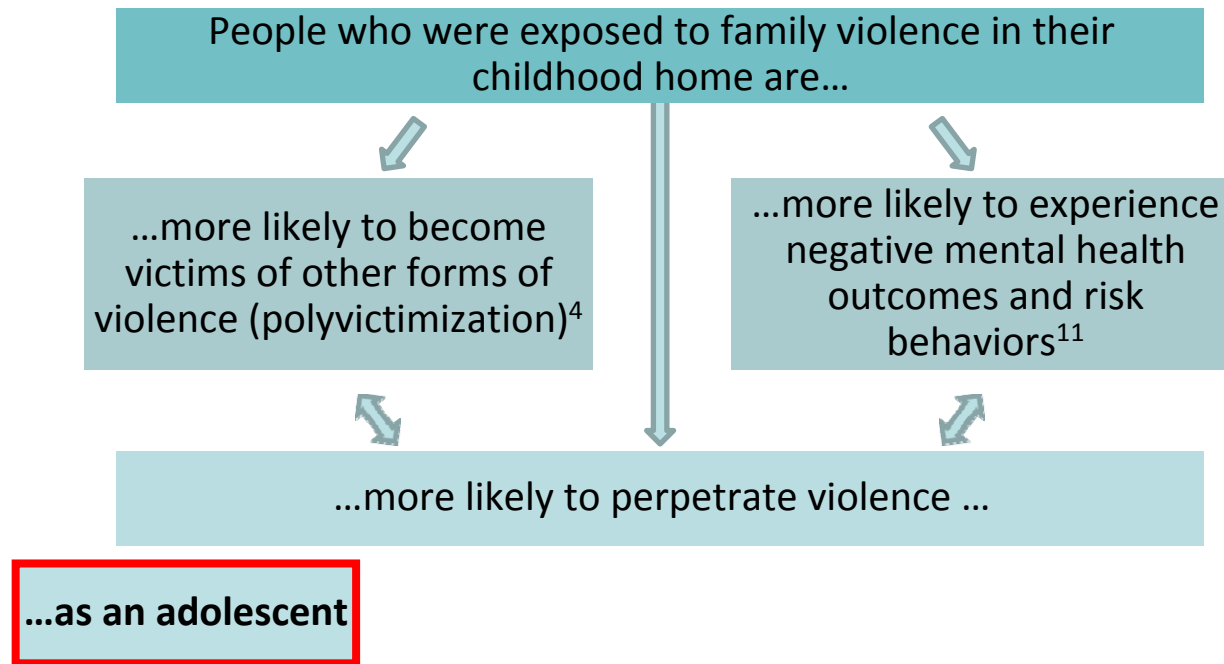 People who were exposed to family violence in their
childhood home are…
…more likely to become
victims of other forms of
violence (polyvictimization)⁴
…more likely to experience
negative mental health
outcomes and risk
behaviors¹¹
…more likely to perpetrate violence …
…as an adolescent